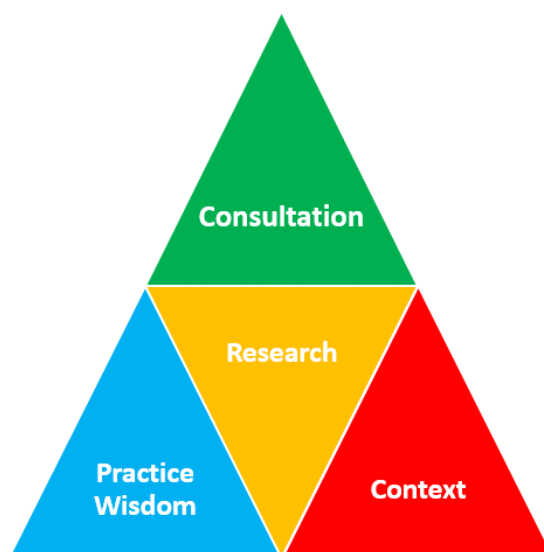 Consultation
Research
Practice
Wisdom
Context